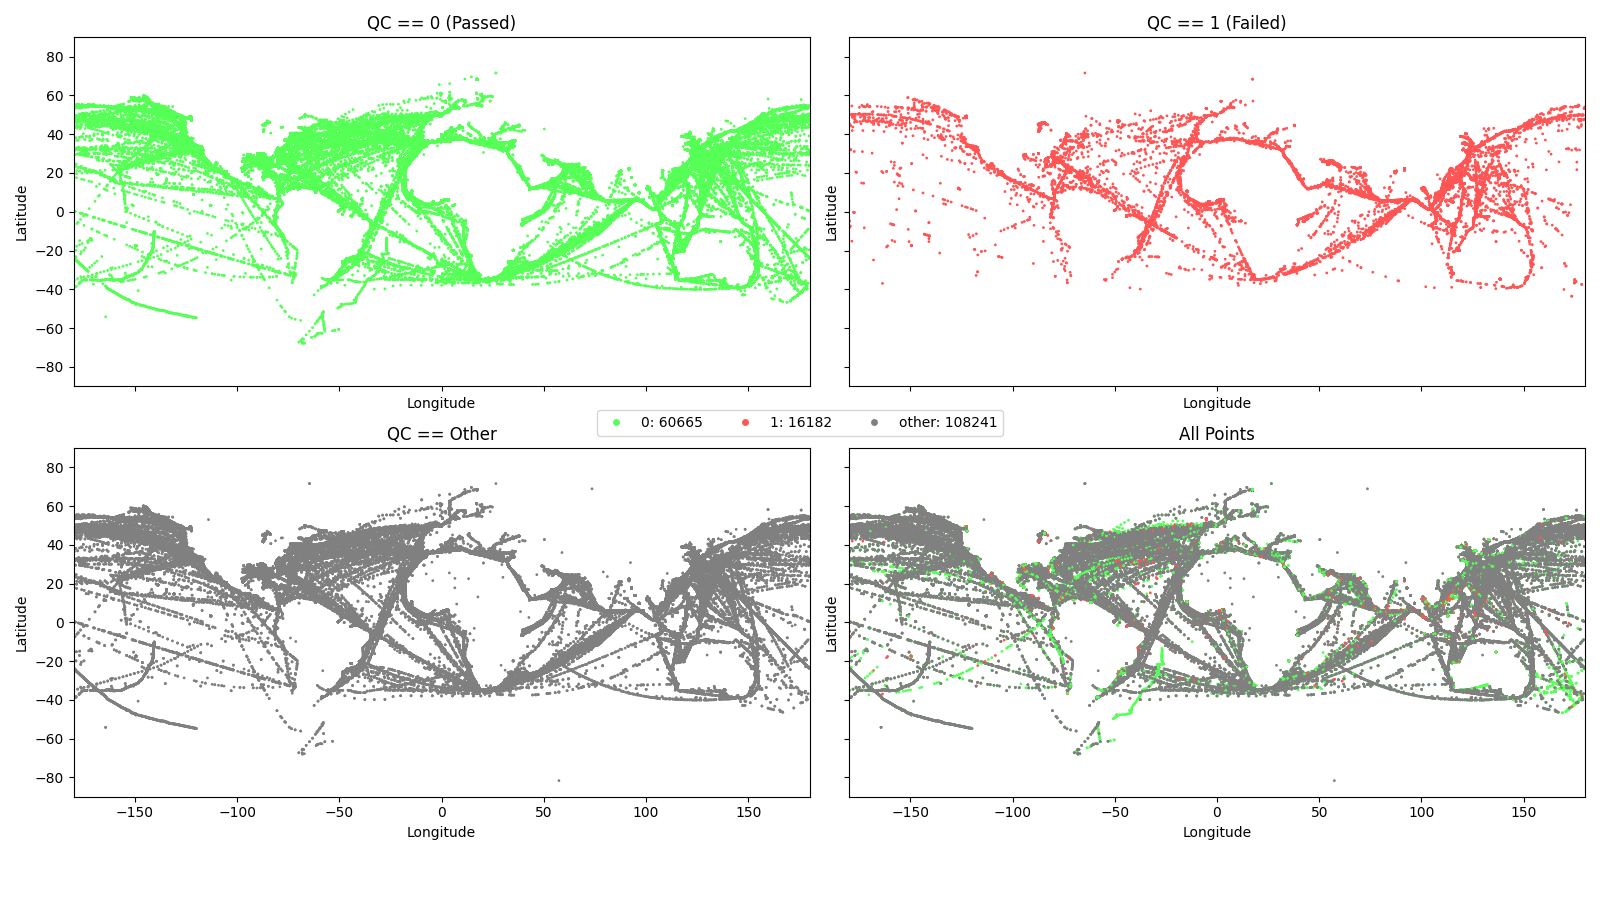 QC == 0 (Passed)
QC == 1 (Failed)
80
60
40
20
0
−20
−40
−60
−80
Latitude
Latitude
Longitude
Longitude
0: 60665 1: 16182 other: 108241
QC == Other
All Points
80
60
40
20
0
−20
−40
−60
−80
Latitude
Latitude
−150 −100 −50 0 50 100 150
−150 −100 −50 0 50 100 150
Longitude
Longitude